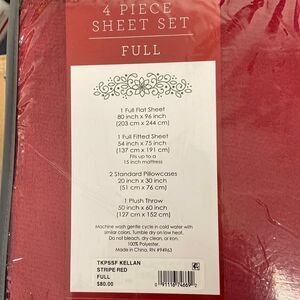 4 PIECE
SHEET SET
FULL
1 Full Flat Sheet
80 inch x 96 inch
(203 cm x 244 cm)
1 Full Fitted Sheet
54 inch x 75 inch
(137 cm x 191 cm)
Fits up to a
15 inch mattress
2 Standard Pillowcases
20 inch x 30 inch
(51 cm x 76 cm)
1 Plush Throw
50 inch x 60 inch
(127 cm x 152 cm)
Machine wash gentle cycle in cold water with
similar colors. Tumble dry on low heat.
Do not bleach, dry clean, or iron.
100% Polyester.
Made in China, RN #94963
TKPSSF KELLAN
STRIPE RED
FULL
$80.00